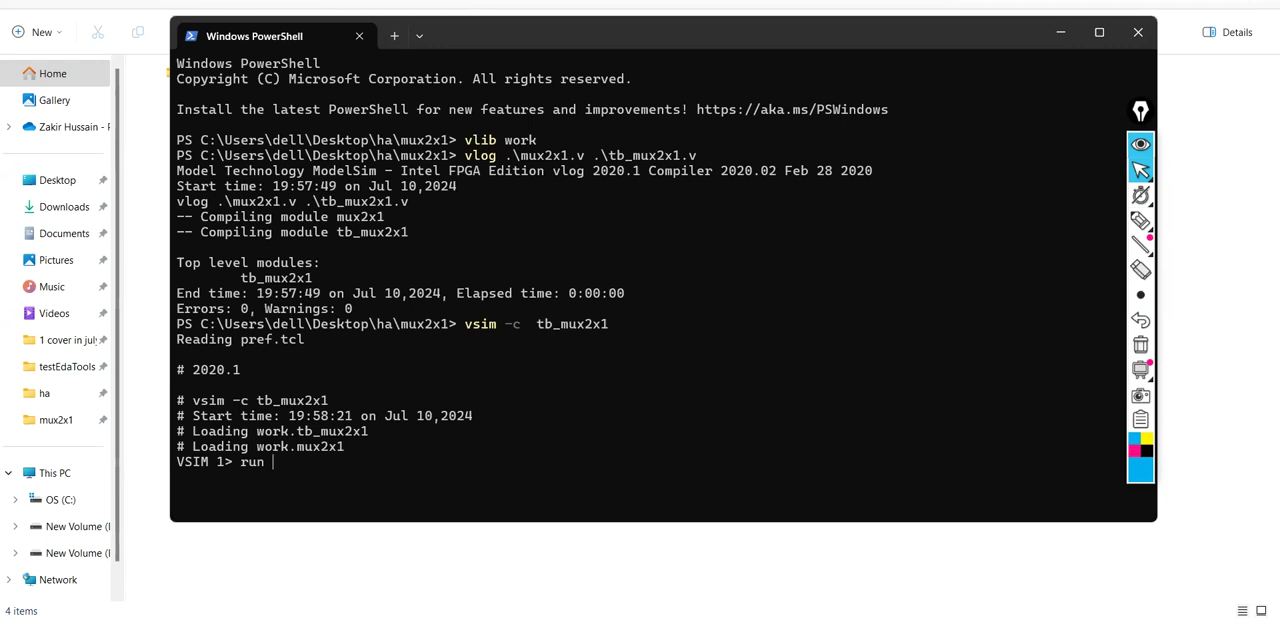 New
Details
Home
Gallery
Zakir Hussain -
Desktop
Downloads
Documents
Pictures
Music
Videos
1 cover in july
testEdaTools
ha
mux2x1
This PC
OS (C:)
New Volume (
New Volume (
Network
4 items
Windows PowerShell
Windows PowerShell
Copyright (C) Microsoft Corporation. All rights reserved.
Install the latest PowerShell for new features and improvements! https://aka.ms/PSWindows
PS C:\Users\dell\Desktop\ha\mux2x1> vlib work
PS C:\Users\dell\Desktop\ha\mux2x1> vlog .\mux2x1.v .\tb_mux2x1.v
Model Technology ModelSim - Intel FPGA Edition vlog 2020.1 Compiler 2020.02 Feb 28 2020
Start time: 19:57:49 on Jul 10,2024
vlog .\mux2x1.v .\tb_mux2x1.v
-- Compiling module mux2x1
-- Compiling module tb_mux2x1
Top level modules:
tb_mux2x1
End time: 19:57:49 on Jul 10,2024, Elapsed time: 0:00:00
Errors: 0, Warnings: 0
PS C:\Users\dell\Desktop\ha\mux2x1> vsim -c  tb_mux2x1
Reading pref.tcl
# 2020.1
# vsim -c tb_mux2x1
# Start time: 19:58:21 on Jul 10,2024
# Loading work.tb_mux2x1
# Loading work.mux2x1
VSIM 1> run